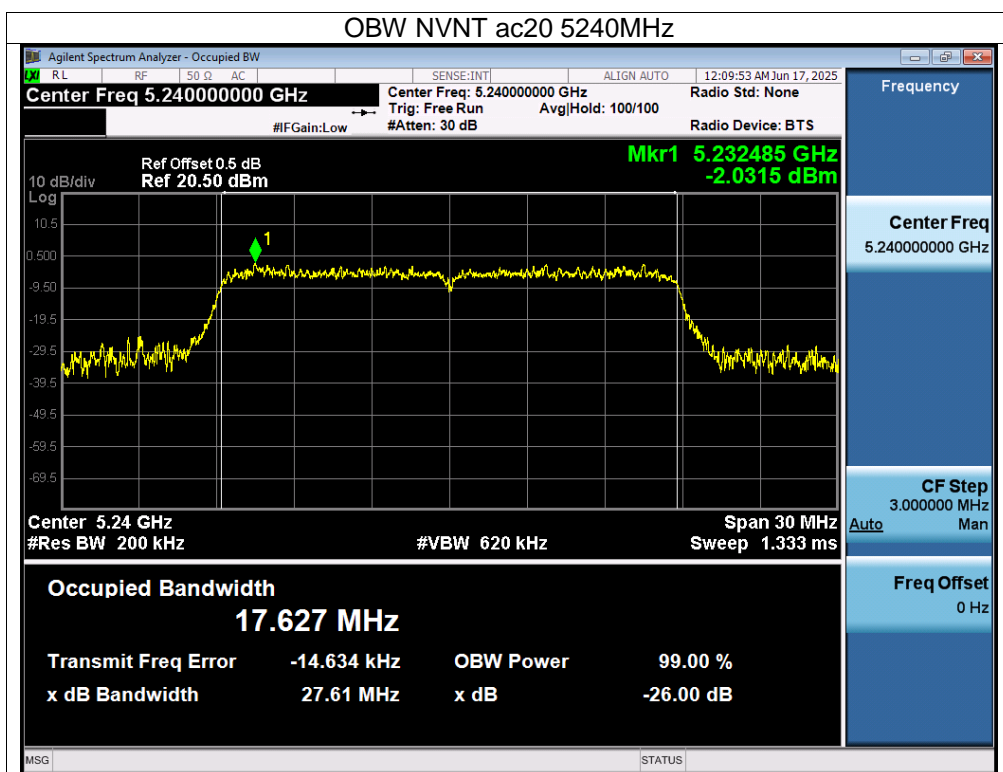 OBW NVNT ac20 5240MHz
Agilent Spectrum Analyzer - Occupied BW
LXI RL RF 50 Ω AC SENSE:INT ALIGN AUTO 12:09:53 AM Jun 17, 2025
Center Freq 5.240000000 GHz
Center Freq: 5.240000000 GHz Radio Std: None
Trig: Free Run Avg|Hold: 100/100
#IFGain:Low #Atten: 30 dB Radio Device: BTS
Frequency
Ref Offset 0.5 dB
10 dB/div Ref 20.50 dBm
Mkr1 5.232485 GHz
-2.0315 dBm
Log
10.5
0.500
-9.50
-19.5
-29.5
-39.5
-49.5
-59.5
-69.5
1
Center Freq
5.240000000 GHz
Center 5.24 GHz Span 30 MHz
#Res BW 200 kHz #VBW 620 kHz Sweep 1.333 ms
CF Step
3.000000 MHz
Auto Man
Freq Offset
0 Hz
Occupied Bandwidth
17.627 MHz
Transmit Freq Error -14.634 kHz OBW Power 99.00 %
x dB Bandwidth 27.61 MHz x dB -26.00 dB
MSG STATUS